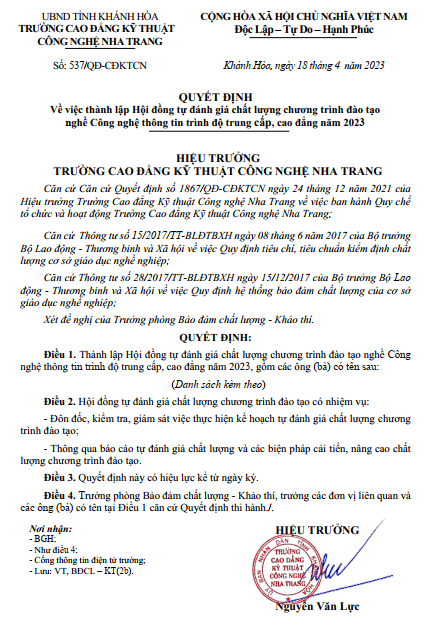 UBND TỈNH KHÁNH HÒA
TRƯỜNG CAO ĐẲNG KỸ THUẬT
CÔNG NGHỆ NHA TRANG
CỘNG HÒA XÃ HỘI CHỦ NGHĨA VIỆT NAM
Độc Lập – Tự Do – Hạnh Phúc
Số: 537/QĐ-CĐKTCN
Khánh Hòa, ngày 18 tháng 4 năm 2023
QUYẾT ĐỊNH
Về việc thành lập Hội đồng tự đánh giá chất lượng chương trình đào tạo
nghề Công nghệ thông tin trình độ trung cấp, cao đẳng năm 2023
HIỆU TRƯỞNG
TRƯỜNG CAO ĐẲNG KỸ THUẬT CÔNG NGHỆ NHA TRANG
Căn cứ Căn cứ Quyết định số 1867/QĐ-CĐKTCN ngày 24 tháng 12 năm 2021 của
Hiệu trưởng Trường Cao đẳng Kỹ thuật Công nghệ Nha Trang về việc ban hành Quy chế
tổ chức và hoạt động Trường Cao đẳng Kỹ thuật Công nghệ Nha Trang;
Căn cứ Thông tư số 15/2017/TT-BLĐTBXH ngày 08 tháng 6 năm 2017 của Bộ trưởng
Bộ Lao động - Thương binh và Xã hội về việc Quy định tiêu chí, tiêu chuẩn kiểm định chất
lượng cơ sở giáo dục nghề nghiệp;
Căn cứ Thông tư số 28/2017/TT-BLĐTBXH ngày 15/12/2017 của Bộ trưởng Bộ Lao
động - Thương binh và Xã hội về việc Quy định hệ thống bảo đảm chất lượng của cơ sở
giáo dục nghề nghiệp;
Xét đề nghị của Trưởng phòng Bảo đảm chất lượng - Khảo thí.
QUYẾT ĐỊNH:
Điều 1. Thành lập Hội đồng tự đánh giá chất lượng chương trình đào tạo nghề Công
nghệ thông tin trình độ trung cấp, cao đẳng năm 2023, gồm các ông (bà) có tên sau:
(Danh sách kèm theo)
Điều 2. Hội đồng tự đánh giá chất lượng chương trình đào tạo có nhiệm vụ:
- Đôn đốc, kiểm tra, giám sát việc thực hiện kế hoạch tự đánh giá chất lượng chương
trình đào tạo;
- Thông qua báo cáo tự đánh giá chất lượng và các biện pháp cải tiến, nâng cao chất lượng
chương trình đào tạo.
Điều 3. Quyết định này có hiệu lực kể từ ngày ký.
Điều 4. Trưởng phòng Bảo đảm chất lượng - Khảo thí, trưởng các đơn vị liên quan và
các ông (bà) có tên tại Điều 1 căn cứ Quyết định thi hành./.
Nơi nhận:
- BGH;
- Như điều 4;
- Cổng thông tin điện tử trường;
- Lưu: VT, BĐCL – KT(2b).
HIỆU TRƯỞNG
ỦY BAN NHÂN DÂN TỈNH KHÁNH HÒA
TRƯỜNG
CAO ĐẲNG
KỸ THUẬT
CÔNG NGHỆ
NHA TRANG
Nguyễn Văn Lực